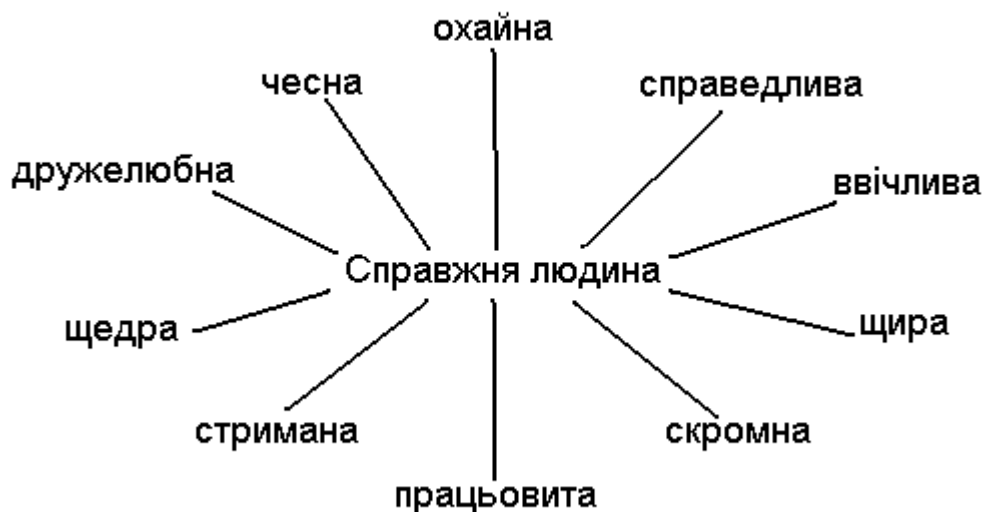 охайна
чесна
справедлива
дружелюбна
ввічлива
Справжня людина
щедра
щира
стримана
скромна
працьовита